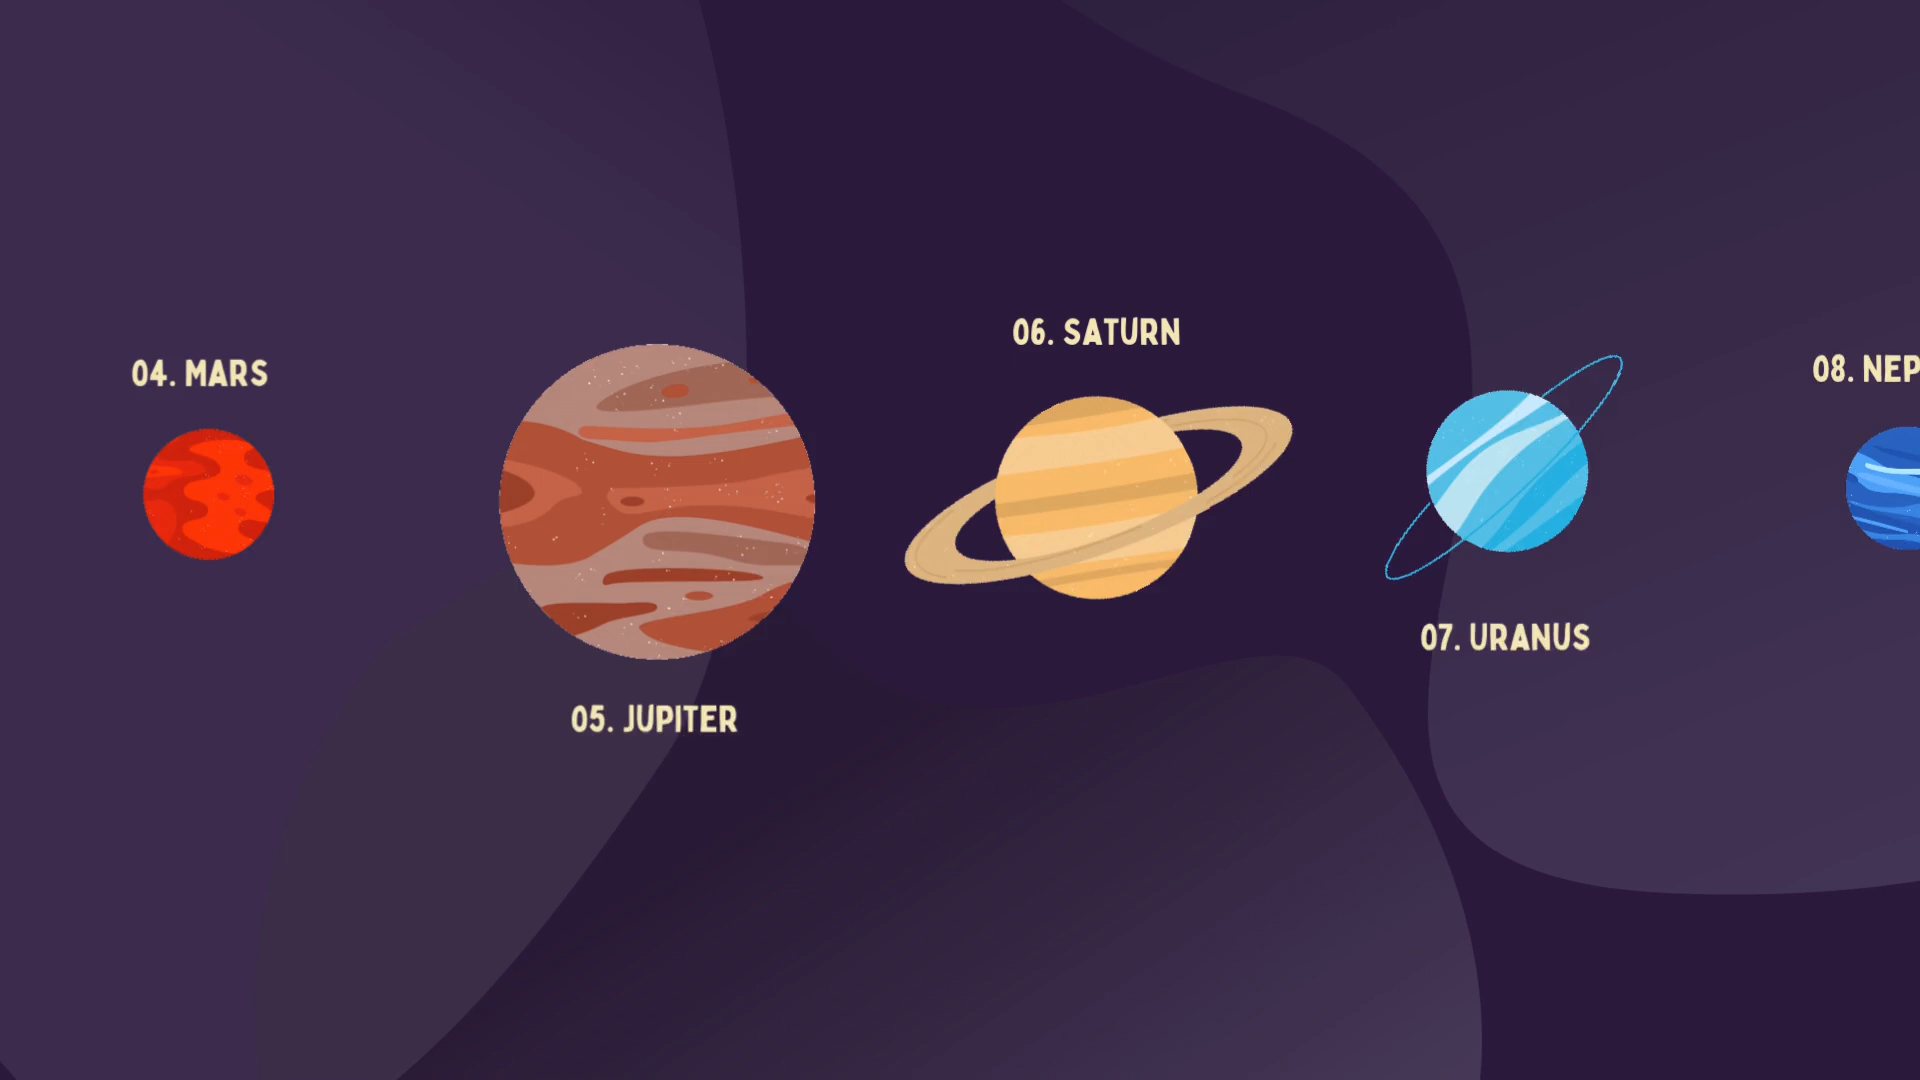 04. MARS
05. JUPITER
06. SATURN
07. URANUS
08. NEP